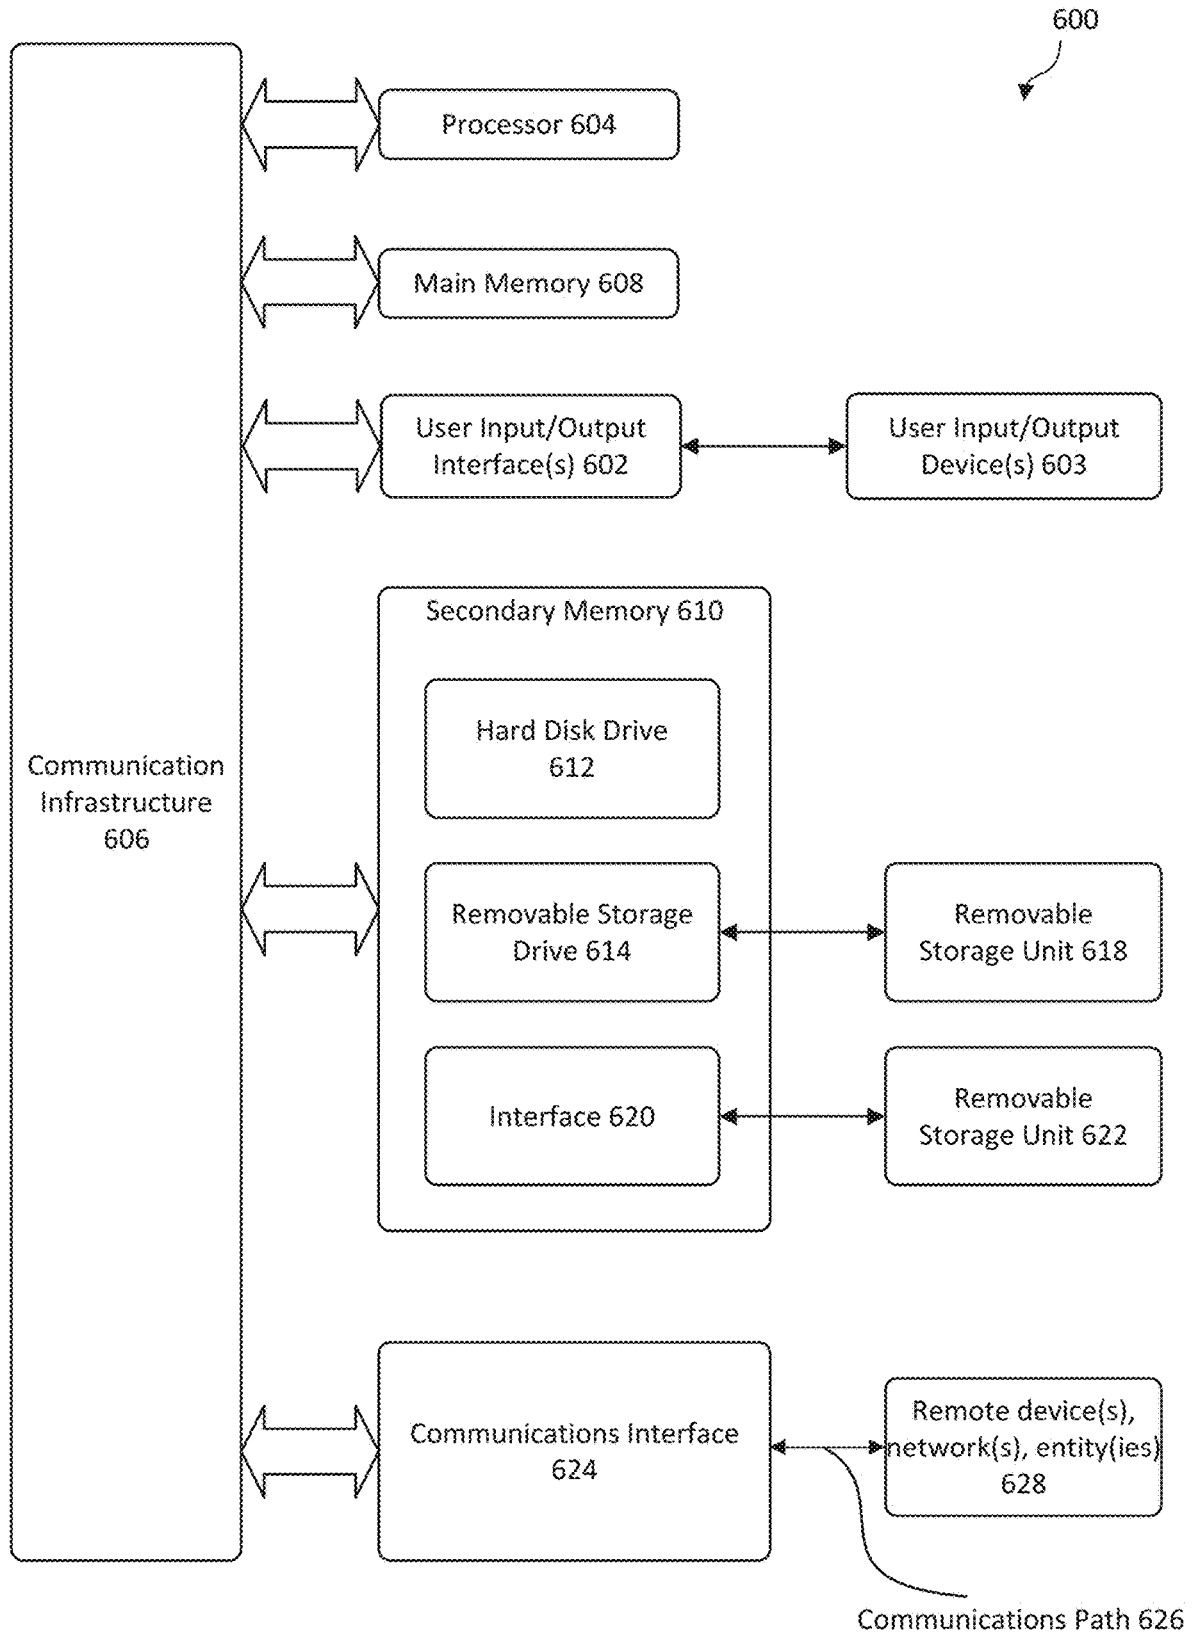 600
Processor 604
Main Memory 608
User Input/Output
Interface(s) 602
User Input/Output
Device(s) 603
Secondary Memory 610
Hard Disk Drive
612
Communication
Infrastructure
606
Removable Storage
Drive 614
Removable
Storage Unit 618
Interface 620
Removable
Storage Unit 622
Communications Interface
624
Remote device(s),
network(s), entity(ies)
628
Communications Path 626